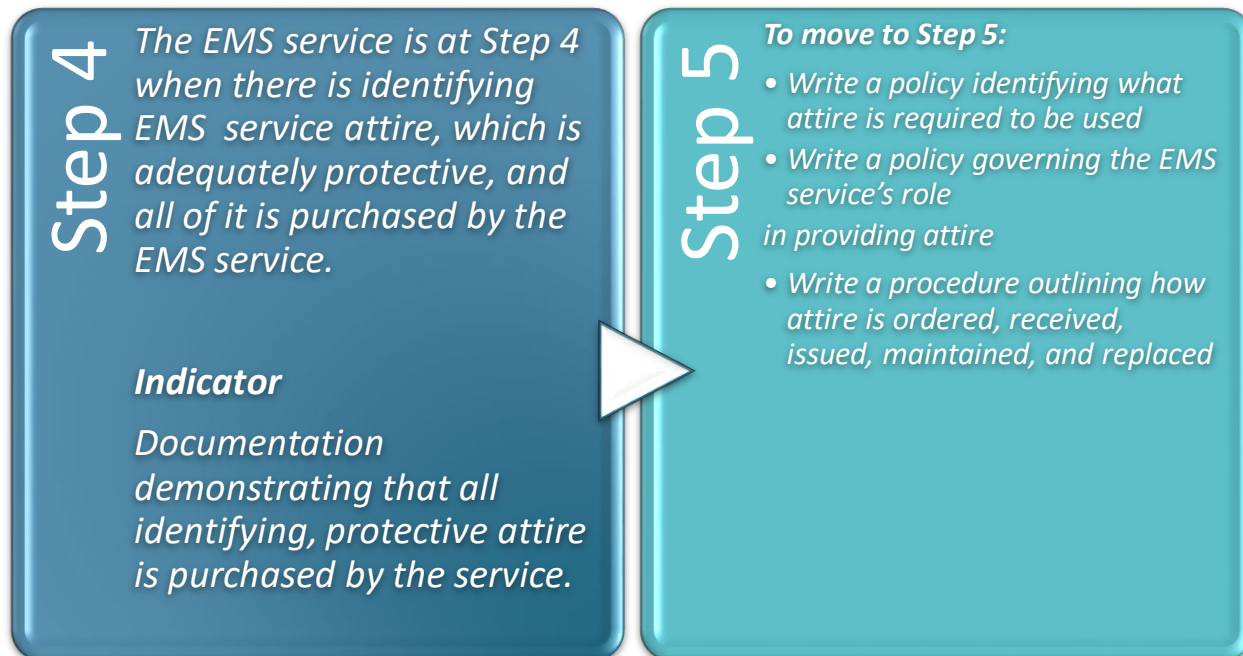 Step 4
The EMS service is at Step 4
when there is identifying
EMS  service attire, which is
adequately protective, and
all of it is purchased by the
EMS service.
Indicator
Documentation
demonstrating that all
identifying, protective attire
is purchased by the service.
Step 5
To move to Step 5:
• Write a policy identifying what
attire is required to be used
• Write a policy governing the EMS
service’s role
in providing attire
• Write a procedure outlining how
attire is ordered, received,
issued, maintained, and replaced